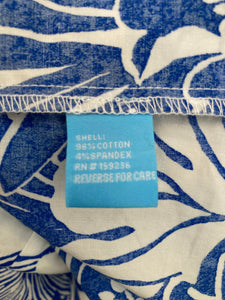 SHELL:
96% COTTON
4% SPANDEX
RN # 159236
REVERSE FOR CARE